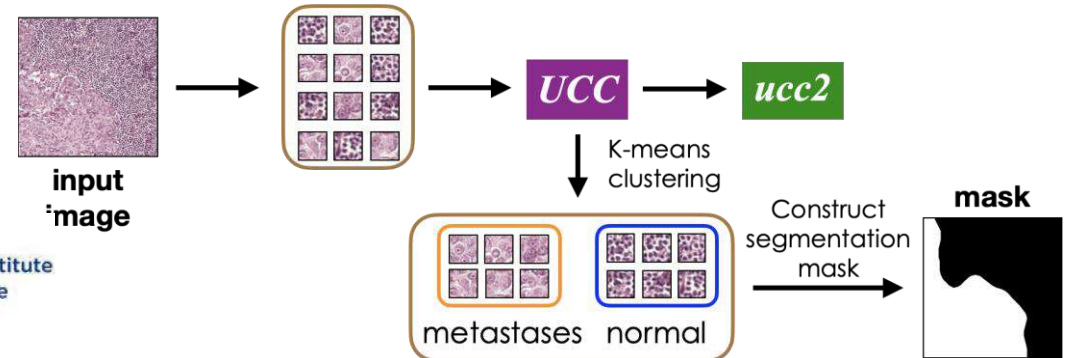 input
image
UCC
ucc2
K-means
clustering
metastases normal
Construct
segmentation
mask
mask
titute
e